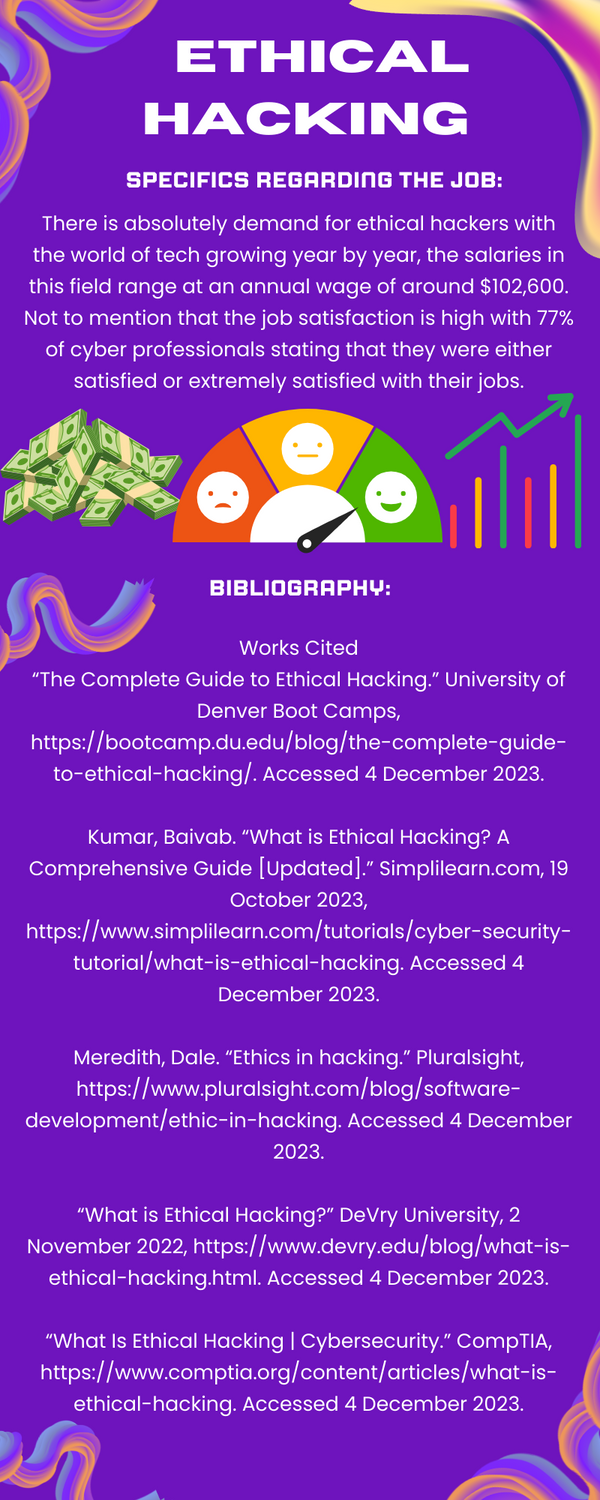 ETHICAL
HACKING
SPECIFICS REGARDING THE JOB:
There is absolutely demand for ethical hackers with
the world of tech growing year by year, the salaries in
this field range at an annual wage of around $102,600.
Not to mention that the job satisfaction is high with 77%
of cyber professionals stating that they were either
satisfied or extremely satisfied with their jobs.
BIBLIOGRAPHY:
Works Cited
“The Complete Guide to Ethical Hacking.” University of
Denver Boot Camps,
https://bootcamp.du.edu/blog/the-complete-guide-
to-ethical-hacking/. Accessed 4 December 2023.
Kumar, Baivab. “What is Ethical Hacking? A
Comprehensive Guide [Updated].” Simplilearn.com, 19
October 2023,
https://www.simplilearn.com/tutorials/cyber-security-
tutorial/what-is-ethical-hacking. Accessed 4
December 2023.
Meredith, Dale. “Ethics in hacking.” Pluralsight,
https://www.pluralsight.com/blog/software-
development/ethic-in-hacking. Accessed 4 December
2023.
“What is Ethical Hacking?” DeVry University, 2
November 2022, https://www.devry.edu/blog/what-is-
ethical-hacking.html. Accessed 4 December 2023.
“What Is Ethical Hacking | Cybersecurity.” CompTIA,
https://www.comptia.org/content/articles/what-is-
ethical-hacking. Accessed 4 December 2023.